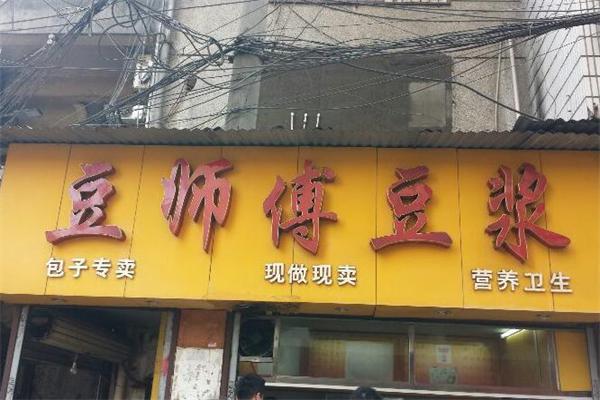 豆师傅豆浆
包子专卖 现做现卖 营养卫生